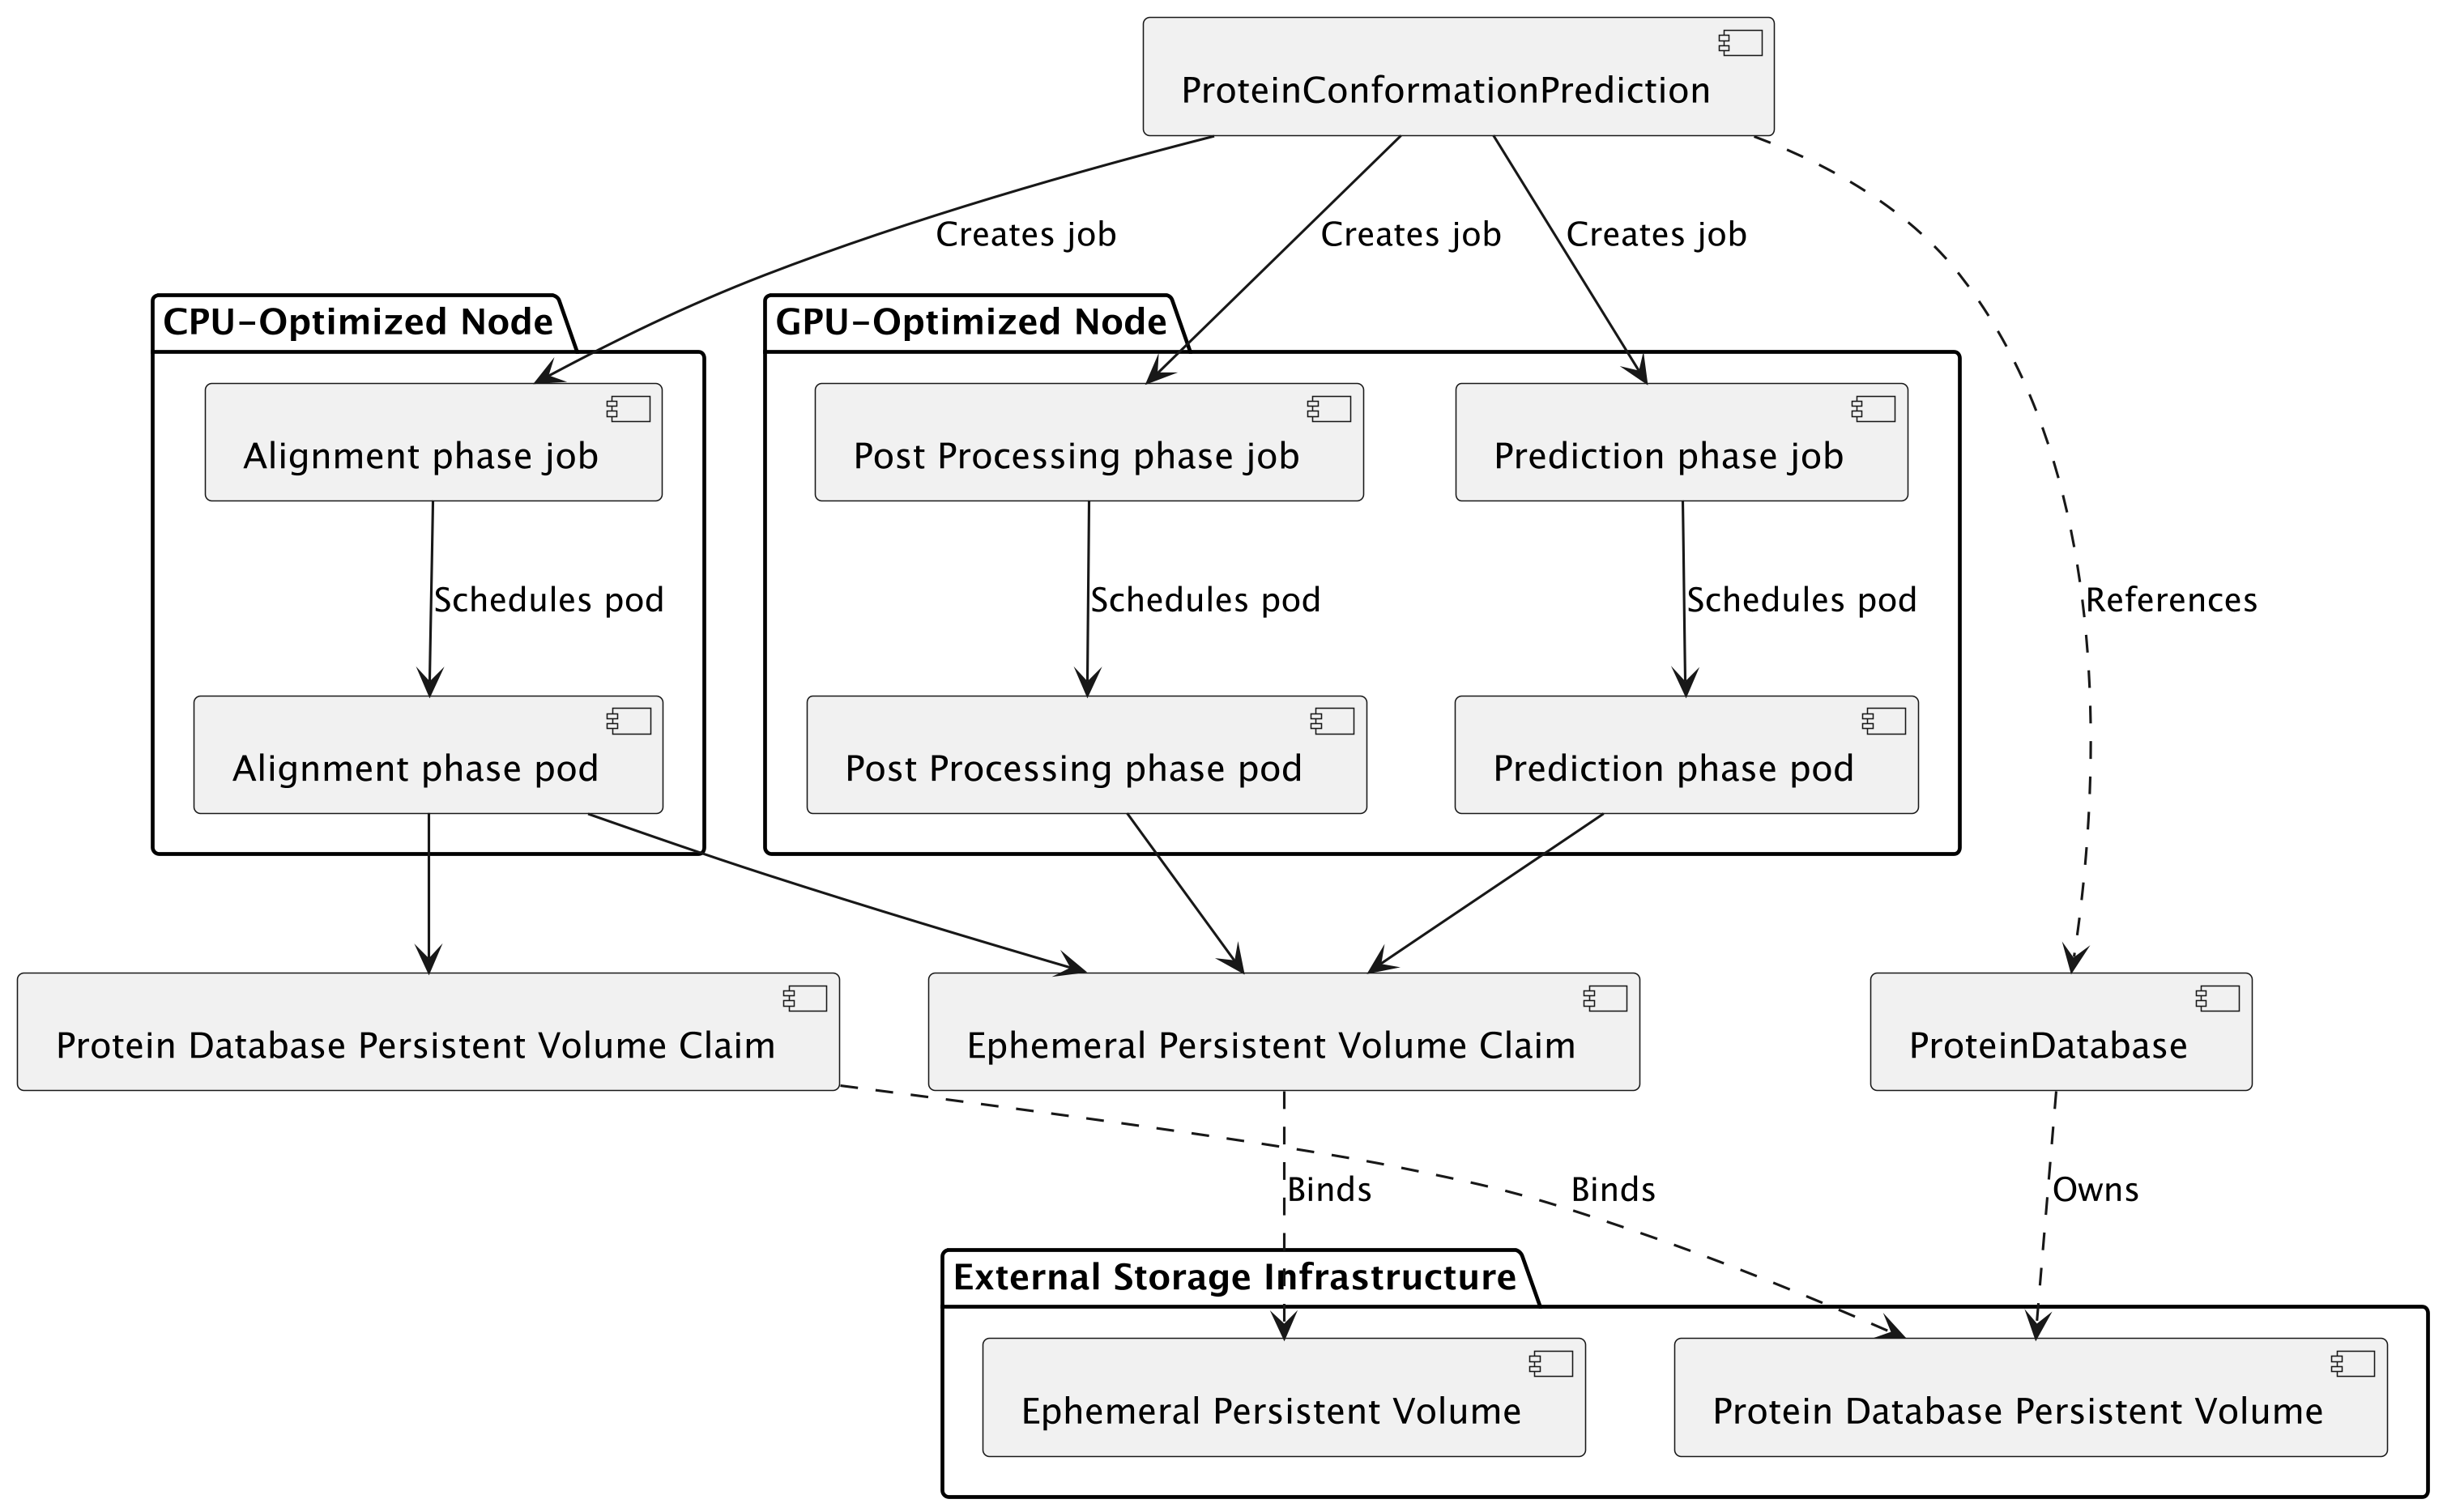 ProteinConformationPrediction
Creates job
Creates job
Creates job
CPU-Optimized Node
GPU-Optimized Node
Alignment phase job
Post Processing phase job
Prediction phase job
Schedules pod
Schedules pod
Schedules pod
References
Alignment phase pod
Post Processing phase pod
Prediction phase pod
Protein Database Persistent Volume Claim
Ephemeral Persistent Volume Claim
ProteinDatabase
Binds
Binds
Owns
External Storage Infrastructure
Ephemeral Persistent Volume
Protein Database Persistent Volume